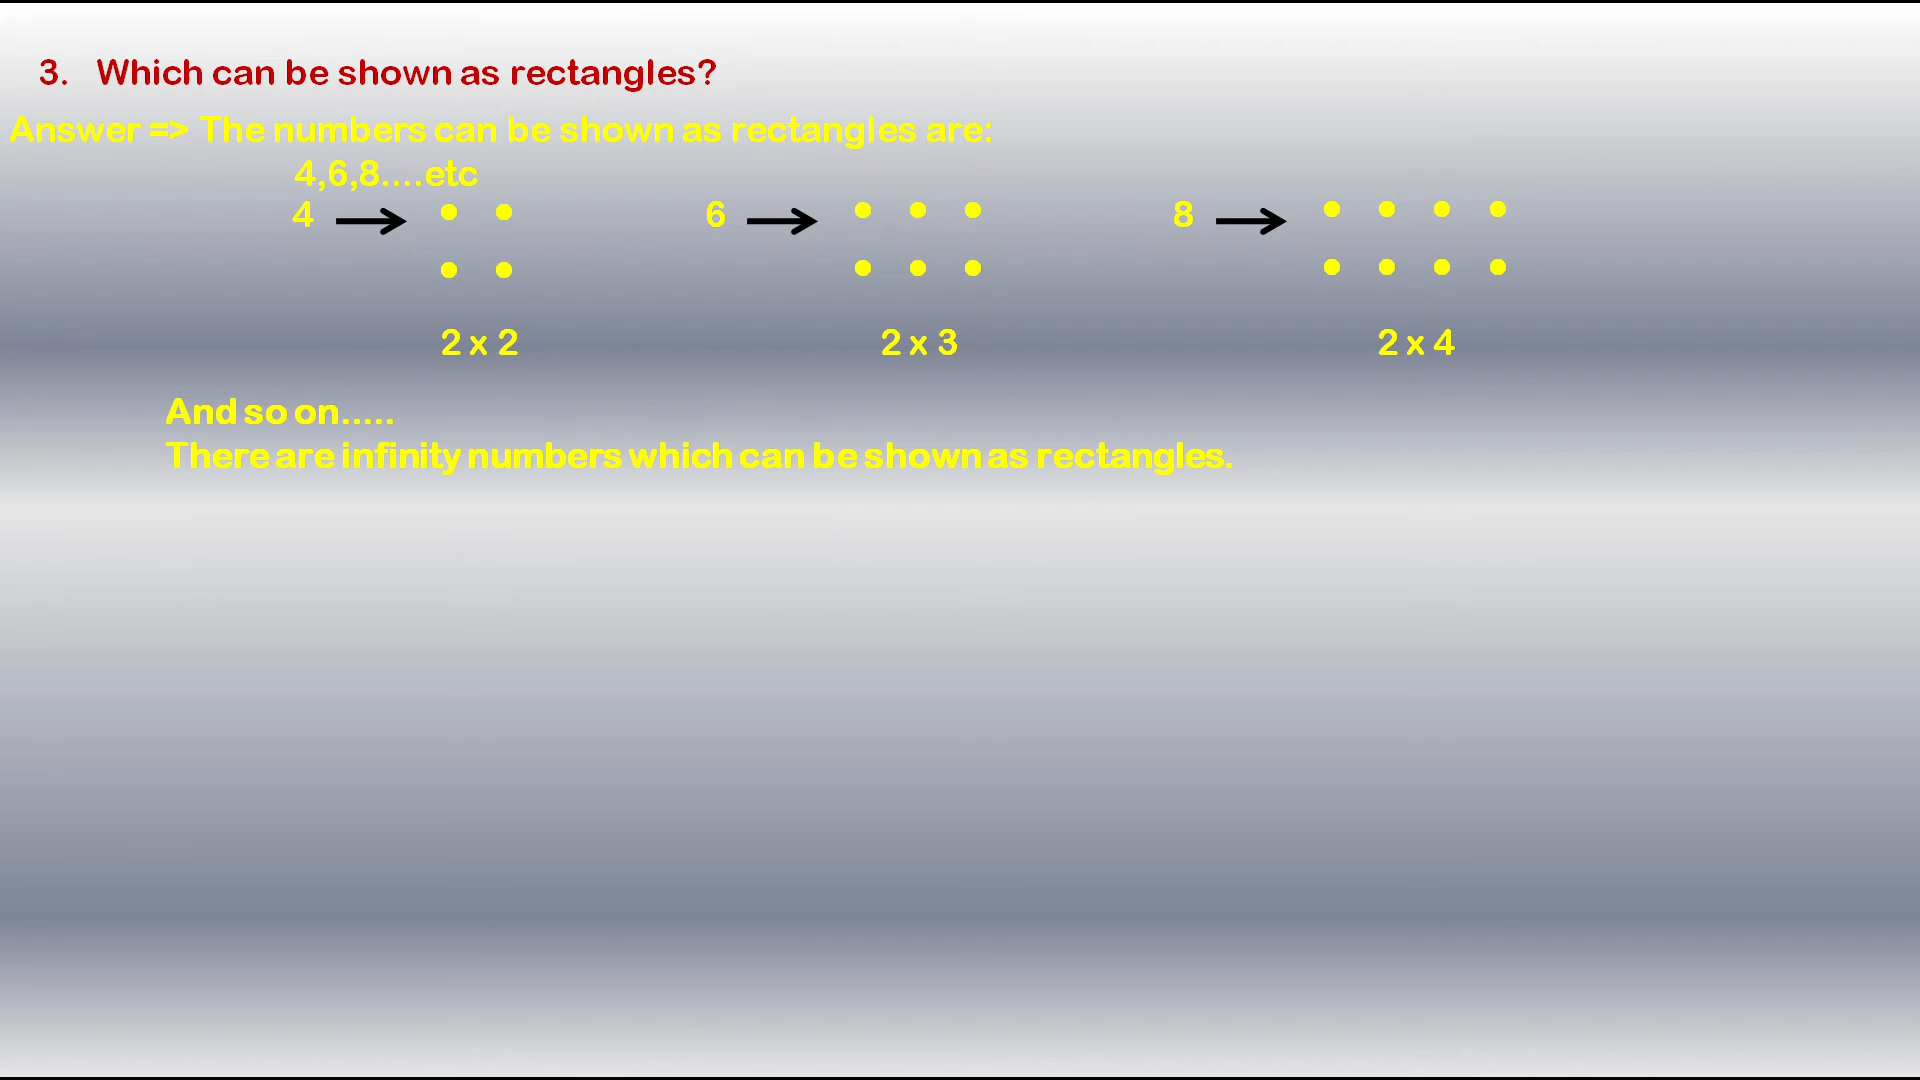 3. Which can be shown as rectangles?
Answer => The numbers can be shown as rectangles are:
4,6,8....etc
4 6 8
2 x 2 2 x 3 2 x 4
And so on.....
There are infinity numbers which can be shown as rectangles.